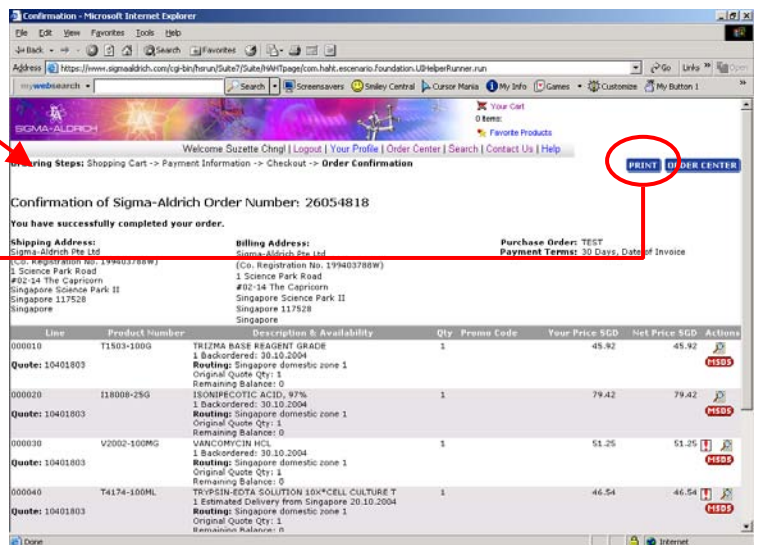 Confirmation - Microsoft Internet Explorer
File Edit View Favorites Tools Help
Back Search Favorites
Address https://www.sigmaaldrich.com/cgi-bin/hsrun/Suite7/Suite/HAHTpage/com.haht.escenario.foundation.UIHelperRunner.run Go Links
mywebsearch Search Screensavers Smiley Central Cursor Mania My Info Games Customize My Button 1
SIGMA-ALDRICH
Your Cart
0 items:
Favorite Products
Welcome Suzette Chng! | Logout | Your Profile | Order Center | Search | Contact Us | Help
Ordering Steps: Shopping Cart -> Payment Information -> Checkout -> Order Confirmation PRINT ORDER CENTER
Confirmation of Sigma-Aldrich Order Number: 26054818
You have successfully completed your order.
Shipping Address: Billing Address: Purchase Order: TEST
Sigma-Aldrich Pte Ltd Sigma-Aldrich Pte Ltd Payment Terms: 30 Days, Date of Invoice
(Co. Registration No. 199403788W) (Co. Registration No. 199403788W)
1 Science Park Road 1 Science Park Road
#02-14 The Capricorn #02-14 The Capricorn
Singapore Science Park II Singapore Science Park II
Singapore 117528 Singapore 117528
Singapore Singapore
Line Product Number Description & Availability Qty Promo Code Your Price SGD Net Price SGD Actions
000010 T1503-100G TRIZMA BASE REAGENT GRADE 1 45.92 45.92
1 Backordered: 30.10.2004
Quote: 10401803 Routing: Singapore domestic zone 1 MSDS
Original Quote Qty: 1
Remaining Balance: 0
000020 I18008-25G ISONIPECOTIC ACID, 97% 1 79.42 79.42
1 Backordered: 30.10.2004
Quote: 10401803 Routing: Singapore domestic zone 1 MSDS
Original Quote Qty: 1
Remaining Balance: 0
000030 V2002-100MG VANCOMYCIN HCL 1 51.25 51.25
1 Backordered: 30.10.2004
Quote: 10401803 Routing: Singapore domestic zone 1 MSDS
Original Quote Qty: 1
Remaining Balance: 0
000040 T4174-100ML TRYPSIN-EDTA SOLUTION 10X*CELL CULTURE T 1 46.54 46.54
1 Estimated Delivery from Singapore 20.10.2004
Quote: 10401803 Routing: Singapore domestic zone 1 MSDS
Original Quote Qty: 1
Remaining Balance: 0
Done Internet